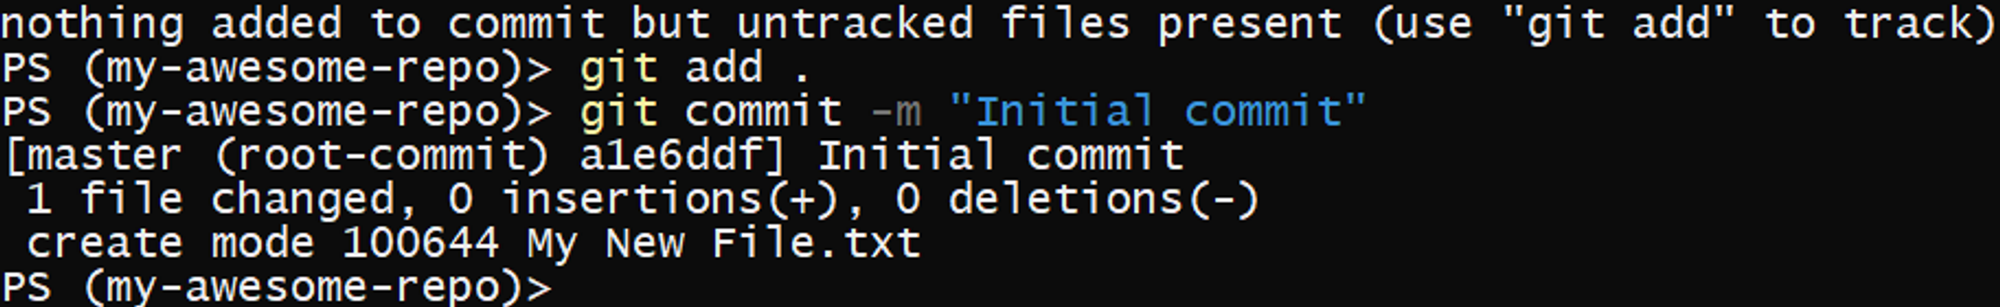 nothing added to commit but untracked files present (use "git add" to track)
PS (my-awesome-repo)> git add .
PS (my-awesome-repo)> git commit -m "Initial commit"
[master (root-commit) a1e6ddf] Initial commit
 1 file changed, 0 insertions(+), 0 deletions(-)
 create mode 100644 My New File.txt
PS (my-awesome-repo)>